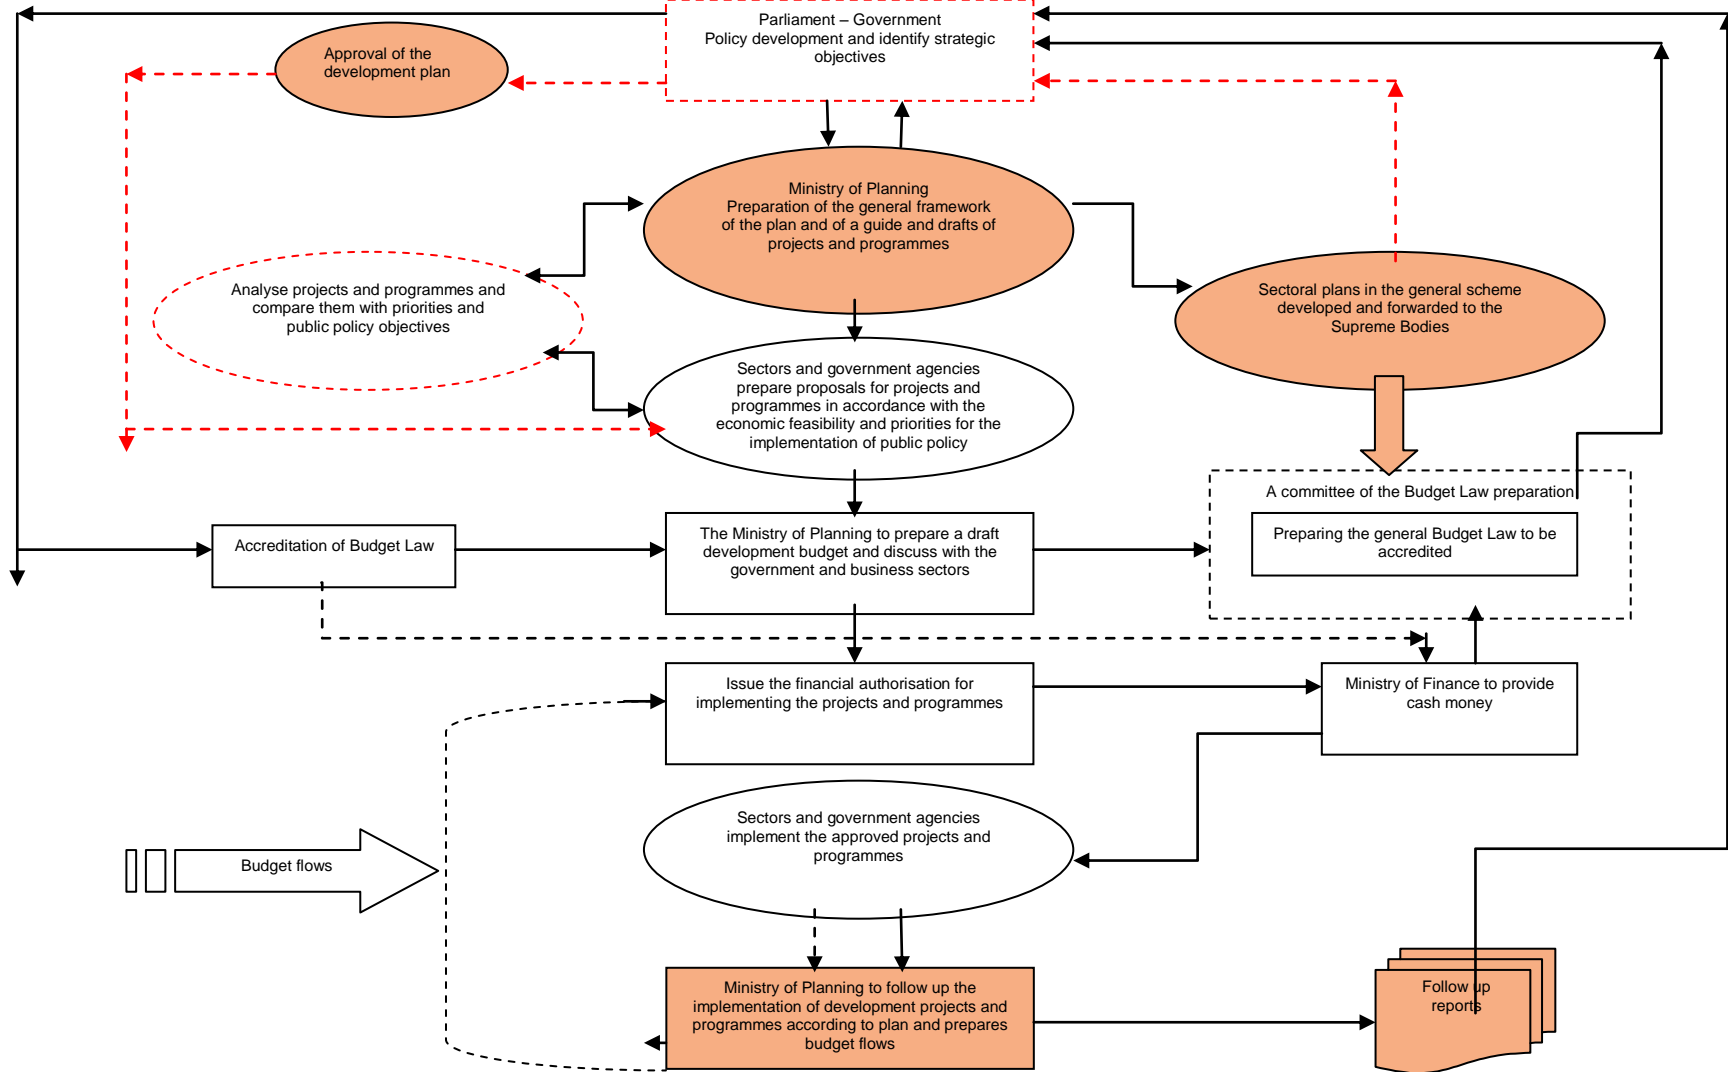 Parliament – Government
Policy development and identify strategic
objectives
Approval of the
development plan
Ministry of Planning
Preparation of the general framework
of the plan and of a guide and drafts of
projects and programmes
Analyse projects and programmes and
compare them with priorities and
public policy objectives
Sectoral plans in the general scheme
developed and forwarded to the
Supreme Bodies
Sectors and government agencies
prepare proposals for projects and
programmes in accordance with the
economic feasibility and priorities for the
implementation of public policy
A committee of the Budget Law preparation
Preparing the general Budget Law to be
accredited
Accreditation of Budget Law
The Ministry of Planning to prepare a draft
development budget and discuss with the
government and business sectors
Issue the financial authorisation for
implementing the projects and programmes
Ministry of Finance to provide
cash money
Sectors and government agencies
implement the approved projects and
programmes
Budget flows
Ministry of Planning to follow up the
implementation of development projects and
programmes according to plan and prepares
budget flows
Follow up
reports